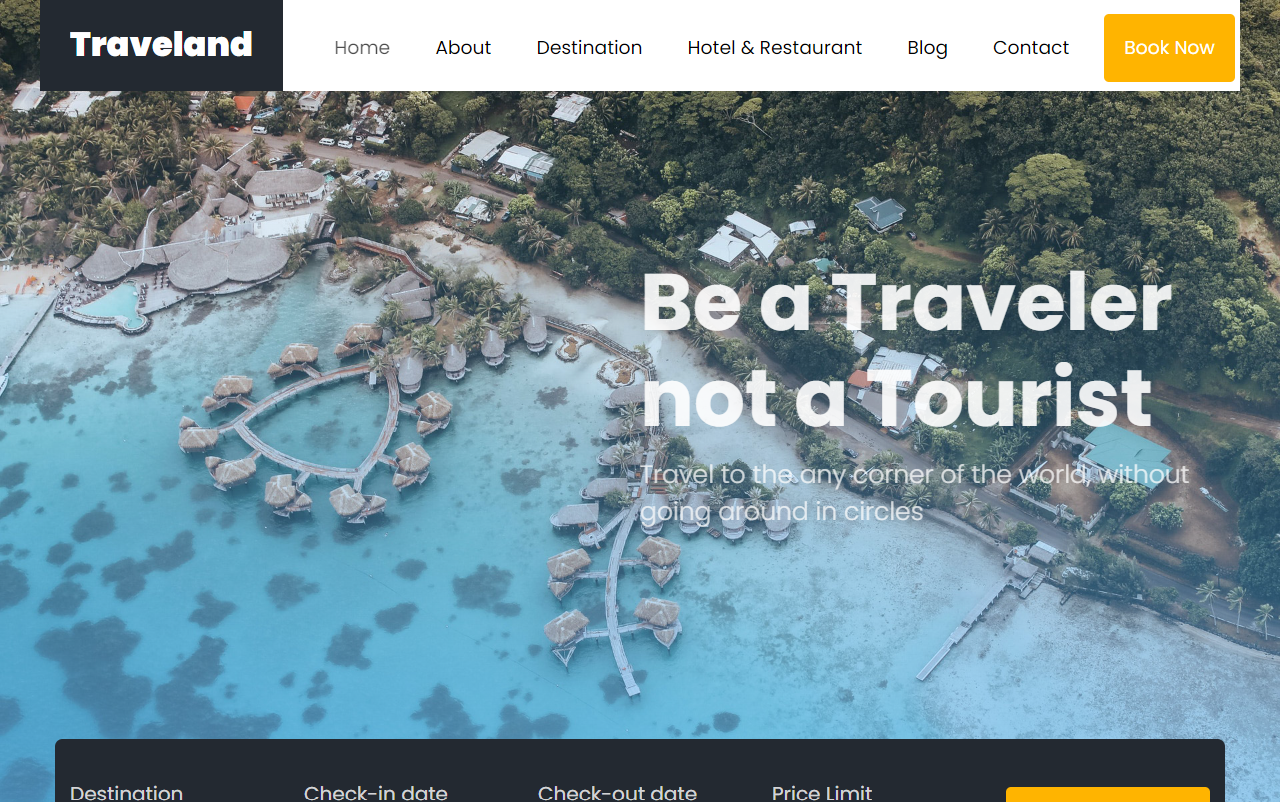 Traveland
Home About Destination Hotel & Restaurant Blog Contact Book Now
Be a Traveler
not a Tourist
Travel to the any corner of the world, without
going around in circles
Destination Check-in date Check-out date Price Limit